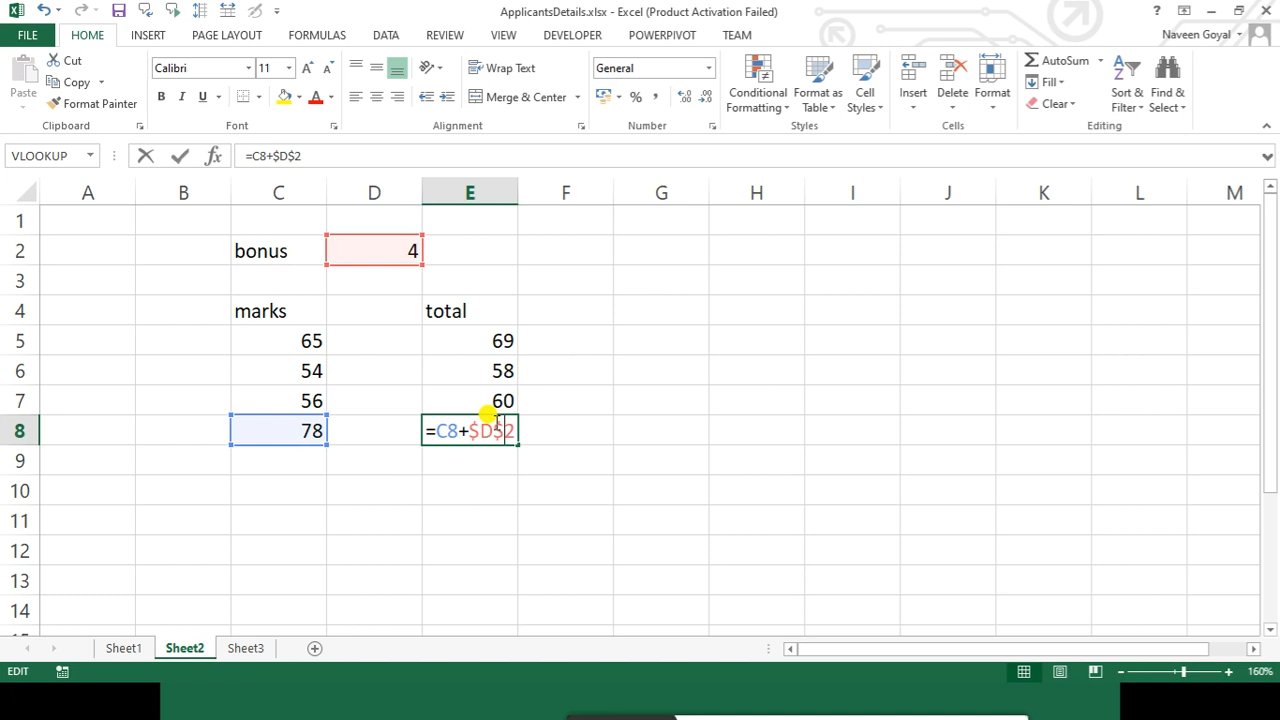 ApplicantsDetails.xlsx - Excel (Product Activation Failed)
FILE HOME INSERT PAGE LAYOUT FORMULAS DATA REVIEW VIEW DEVELOPER POWERPIVOT TEAM Naveen Goyal
Paste Cut Copy Format Painter
Calibri 11 B I U
Wrap Text Merge & Center
General $ % ,
Conditional Formatting Format as Table Cell Styles
Insert Delete Format
AutoSum Fill Clear Sort & Filter Find & Select
Clipboard Font Alignment Number Styles Cells Editing
VLOOKUP fx =C8+$D$2
A B C D E F G H I J K L M
1
2 bonus 4
3
4 marks total
5 65 69
6 54 58
7 56 60
8 78 =C8+$D$2
9
10
11
12
13
14
Sheet1 Sheet2 Sheet3
EDIT 160%